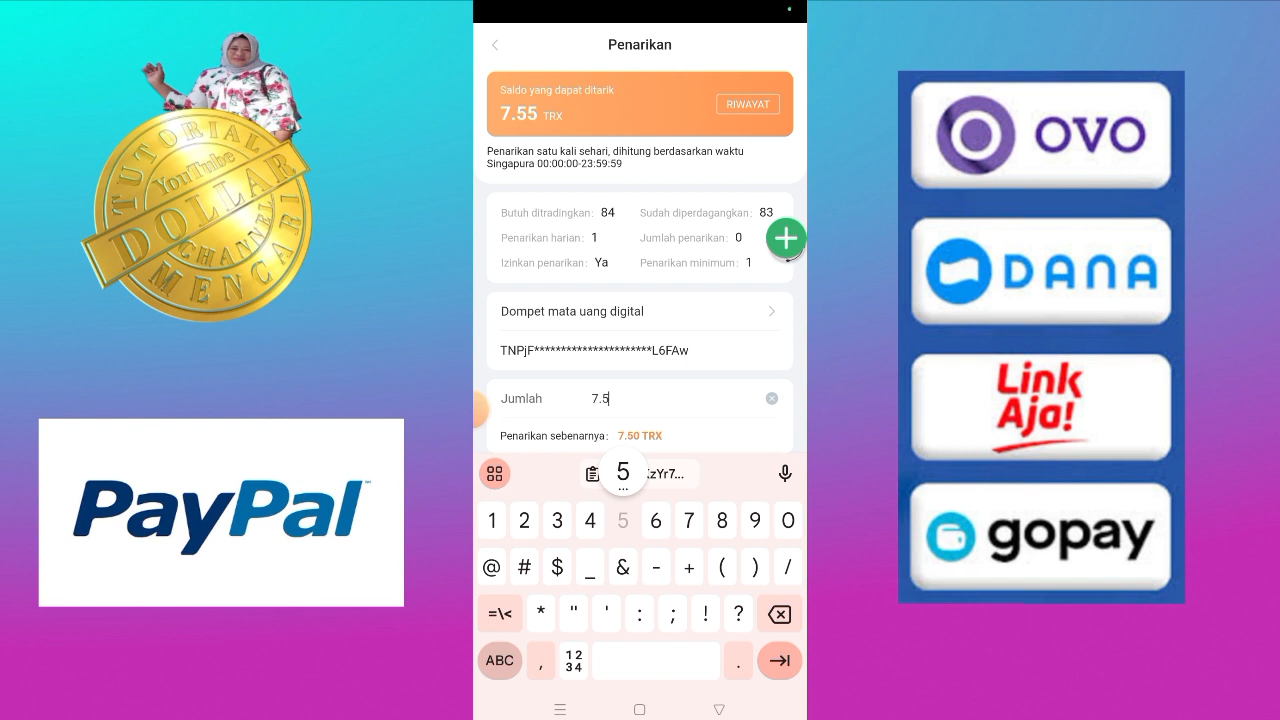 TUTORIAL
YouTube
DOLLAR
CHANNEL
MENCARI
PayPal
™
Penarikan
Saldo yang dapat ditarik
7.55 TRX
RIWAYAT
Penarikan satu kali sehari, dihitung berdasarkan waktu
Singapura 00:00:00-23:59:59
Butuh ditradingkan: 84 Sudah diperdagangkan: 83
Penarikan harian: 1 Jumlah penarikan: 0
Izinkan penarikan: Ya Penarikan minimum: 1
Dompet mata uang digital
TNPjF**********************L6FAw
Jumlah 7.5
Penarikan sebenarnya: 7.50 TRX
5 zYr7...
...
1 2 3 4 5 6 7 8 9 0
@ # $ _ & - + ( ) /
=\< * " ' : ; ! ?
ABC , 12 34 .
OVO
DANA
Link
Aja!
gopay